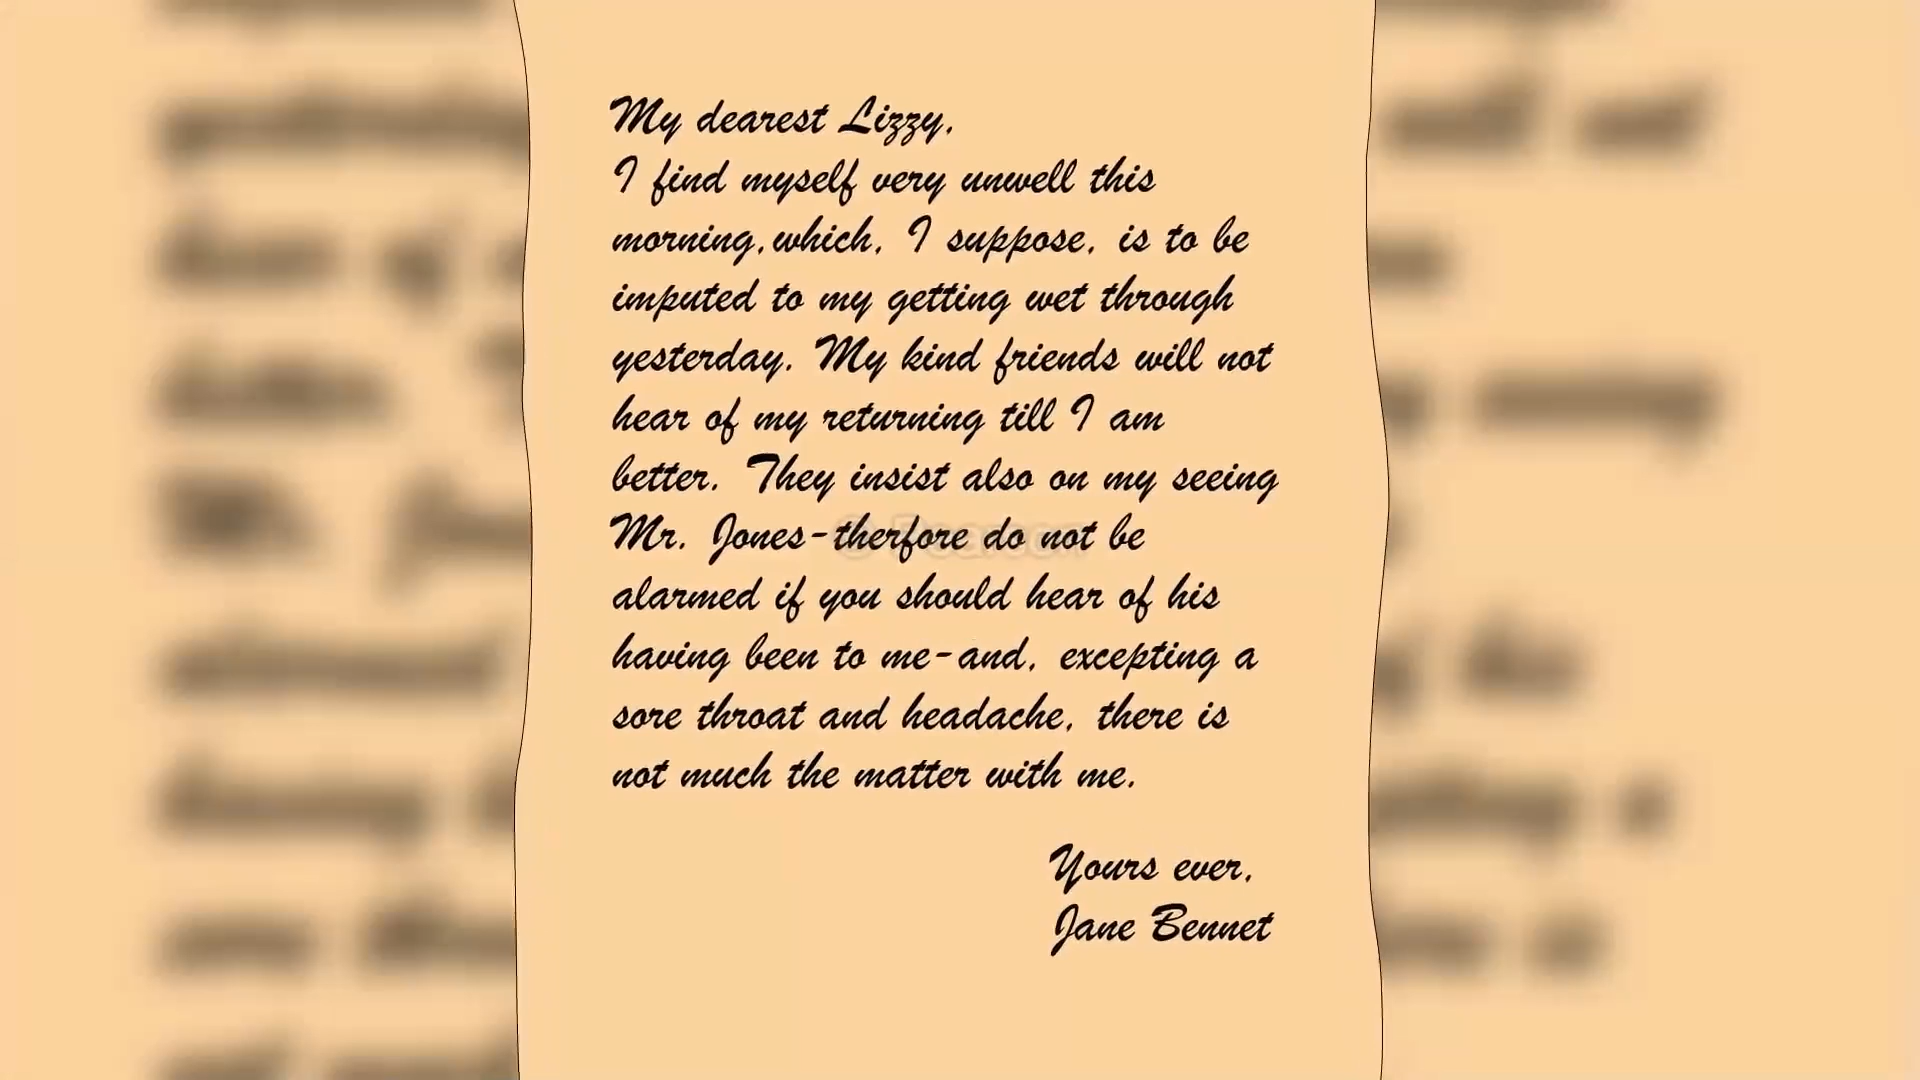 My dearest Lizzy,
I find myself very unwell this
morning,which, I suppose, is to be
imputed to my getting wet through
yesterday. My kind friends will not
hear of my returning till I am
better. They insist also on my seeing
Mr. Jones-therfore do not be
alarmed if you should hear of his
having been to me-and, excepting a
sore throat and headache, there is
not much the matter with me.
Yours ever,
Jane Bennet